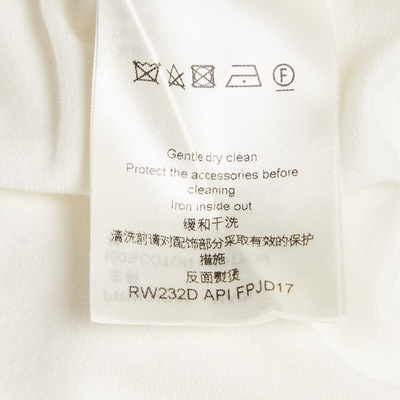 Gentle dry clean
Protect the accessories before
cleaning
Iron inside out
缓和干洗
清洗前请对配饰部分采取有效的保护
措施
反面熨烫
RW232D API FPJD17